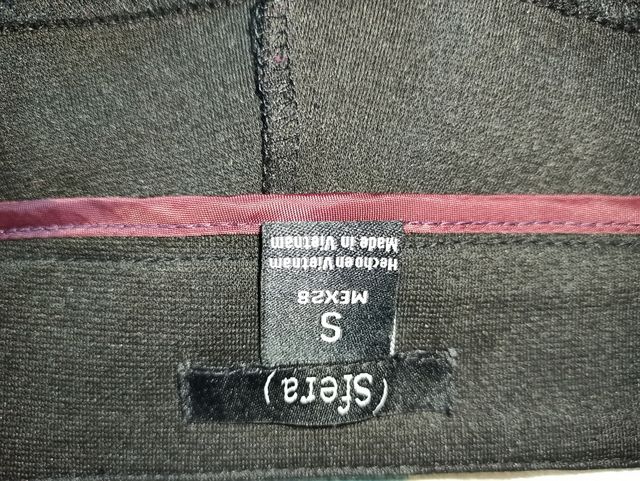 (Sfera)
S
MEX28
Hecho en Vietnam
Made in Vietnam